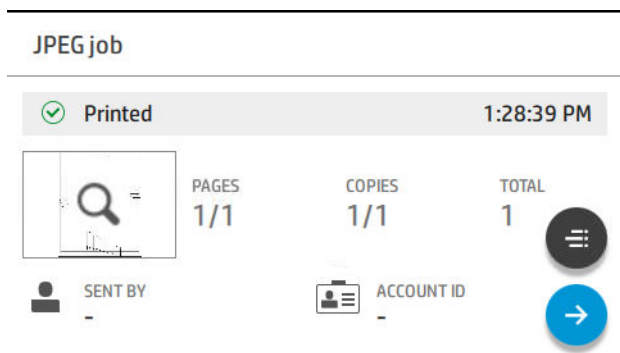 JPEG job
Printed 1:28:39 PM
PAGES COPIES TOTAL
1/1 1/1 1
SENT BY ACCOUNT ID
- -